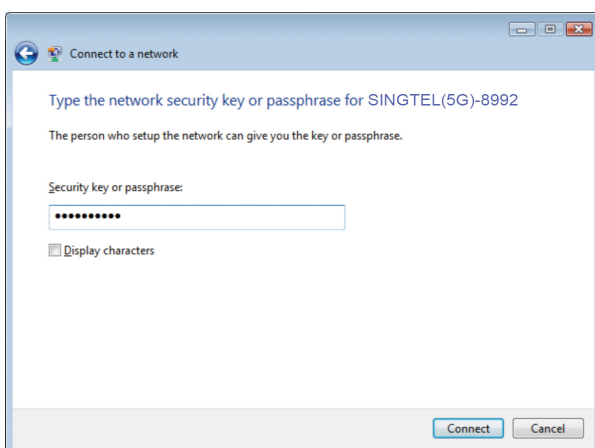 Connect to a network
Type the network security key or passphrase for SINGTEL(5G)-8992
The person who setup the network can give you the key or passphrase.
Security key or passphrase:
••••••••••
Display characters
Connect Cancel